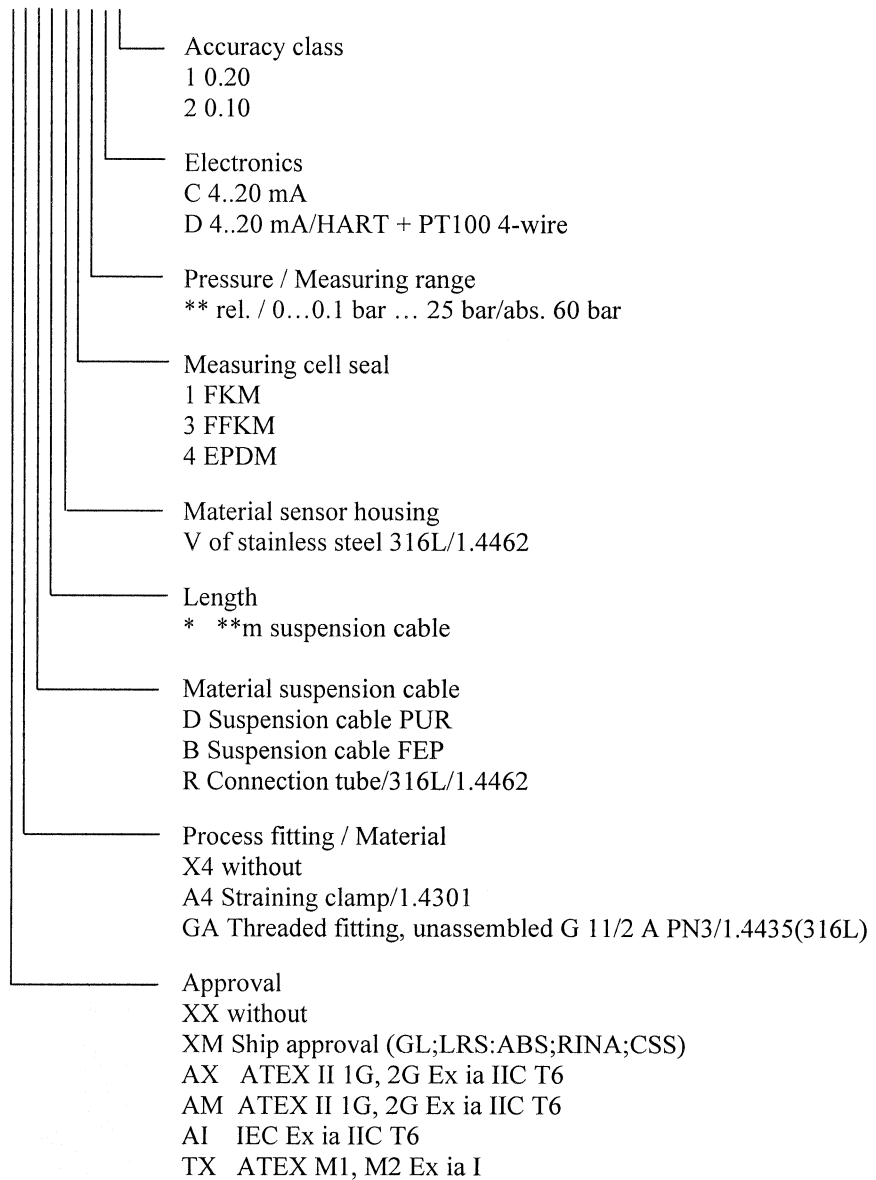 Accuracy class
1 0.20
2 0.10
Electronics
C 4..20 mA
D 4..20 mA/HART + PT100 4-wire
Pressure / Measuring range
** rel. / 0…0.1 bar … 25 bar/abs. 60 bar
Measuring cell seal
1 FKM
3 FFKM
4 EPDM
Material sensor housing
V of stainless steel 316L/1.4462
Length
* **m suspension cable
Material suspension cable
D Suspension cable PUR
B Suspension cable FEP
R Connection tube/316L/1.4462
Process fitting / Material
X4 without
A4 Straining clamp/1.4301
GA Threaded fitting, unassembled G 11/2 A PN3/1.4435(316L)
Approval
XX without
XM Ship approval (GL;LRS:ABS;RINA;CSS)
AX ATEX II 1G, 2G Ex ia IIC T6
AM ATEX II 1G, 2G Ex ia IIC T6
AI IEC Ex ia IIC T6
TX ATEX M1, M2 Ex ia I